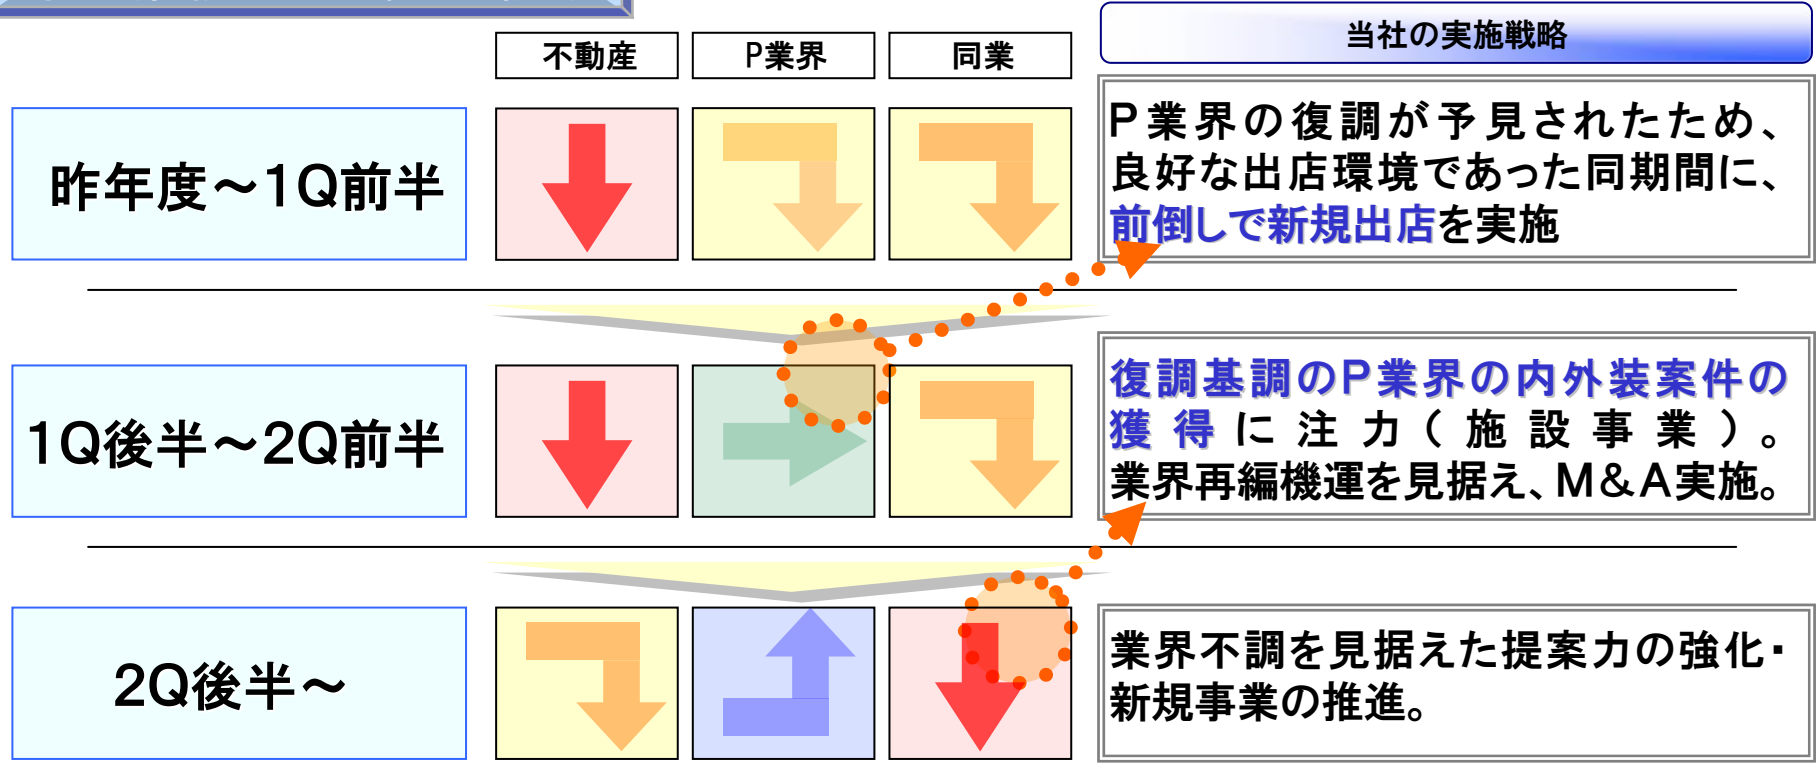 不動産
P業界
同業
当社の実施戦略
昨年度～1Q前半
P業界の復調が予見されたため、
良好な出店環境であった同期間に、
前倒しで新規出店を実施
1Q後半～2Q前半
復調基調のP業界の内外装案件の
獲得に注力(施設事業)。
業界再編機運を見据え、M&A実施。
2Q後半～
業界不調を見据えた提案力の強化・
新規事業の推進。